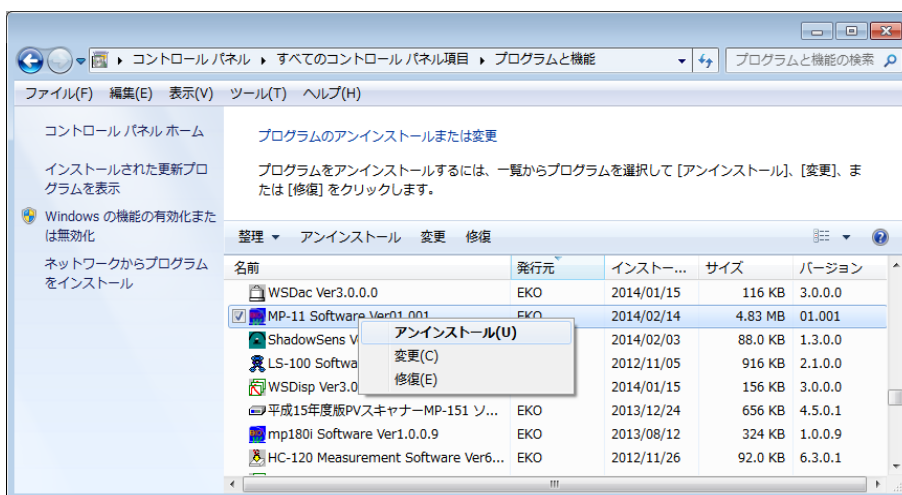 コントロール パネル ▸ すべてのコントロール パネル項目 ▸ プログラムと機能
プログラムと機能の検索
ファイル(F) 編集(E) 表示(V) ツール(T) ヘルプ(H)
コントロール パネル ホーム
インストールされた更新プロ
グラムを表示
Windows の機能の有効化また
は無効化
ネットワークからプログラム
をインストール
プログラムのアンインストールまたは変更
プログラムをアンインストールするには、一覧からプログラムを選択して [アンインストール]、[変更]、ま
たは [修復] をクリックします。
整理 アンインストール 変更 修復
名前 発行元 インストー... サイズ バージョン
WSDac Ver3.0.0.0 EKO 2014/01/15 116 KB 3.0.0.0
MP-11 Software Ver01.001 EKO 2014/02/14 4.83 MB 01.001
ShadowSens V 2014/02/03 88.0 KB 1.3.0.0
LS-100 Softwa 2012/11/05 916 KB 2.1.0.0
WSDisp Ver3.0 2014/01/15 156 KB 3.0.0.0
平成15年度版PVスキャナーMP-151 ソ... EKO 2013/12/24 656 KB 4.5.0.1
mp180i Software Ver1.0.0.9 EKO 2013/08/12 324 KB 1.0.0.9
HC-120 Measurement Software Ver6... EKO 2012/11/26 92.0 KB 6.3.0.1
アンインストール(U)
変更(C)
修復(E)